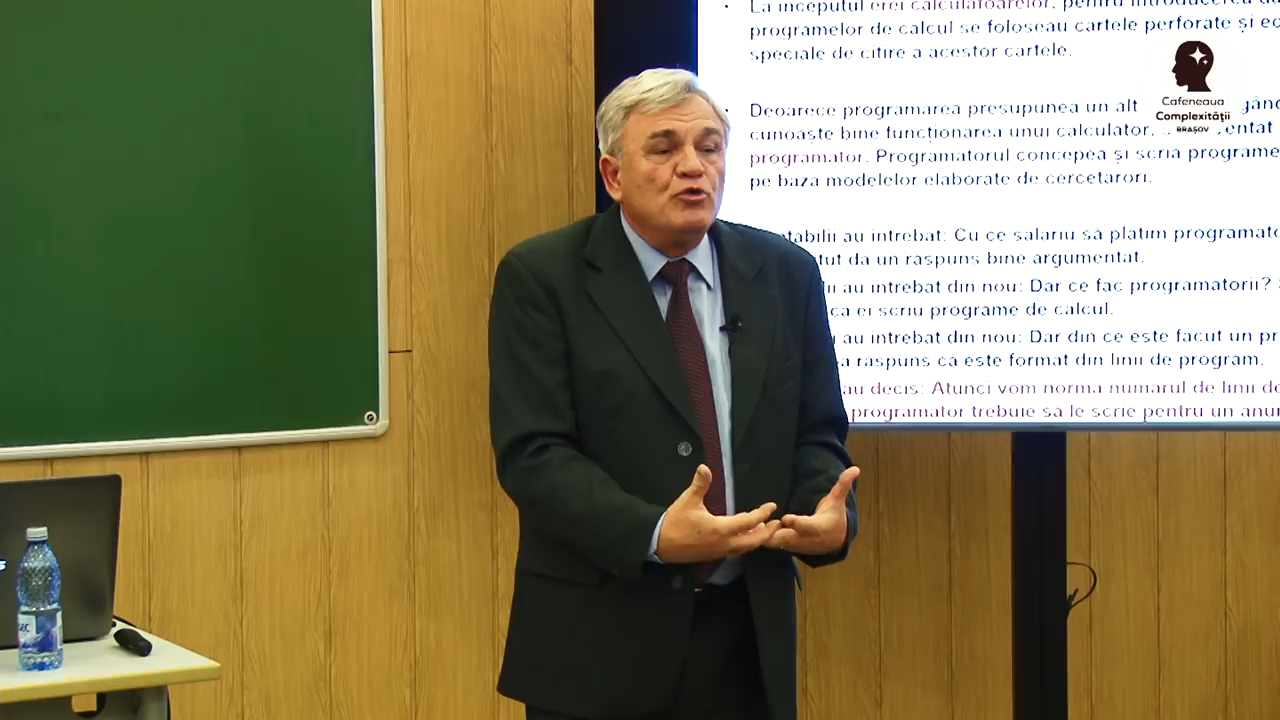 La începutul erei calculatoarelor, pentru introducerea
programelor de calcul se foloseau cartele perforate și
speciale de citire a acestor cartele.
Deoarece programarea presupunea un alt
cunoaște bine funcționarea unui calculator,
programator. Programatorul concepea și scria programe
pe baza modelelor elaborate de cercetători.
au întrebat: Cu ce salariu să plătim
da un răspuns bine argumentat.
au întrebat din nou: Dar ce fac programatorii?
ca ei scriu programe de calcul.
au întrebat din nou: Dar din ce este făcut un
răspuns că este format din linii de program.
au decis: Atunci vom norma numărul de linii de
programator trebuie să le scrie pentru un
Cafeneaua
Complexității
BRAȘOV